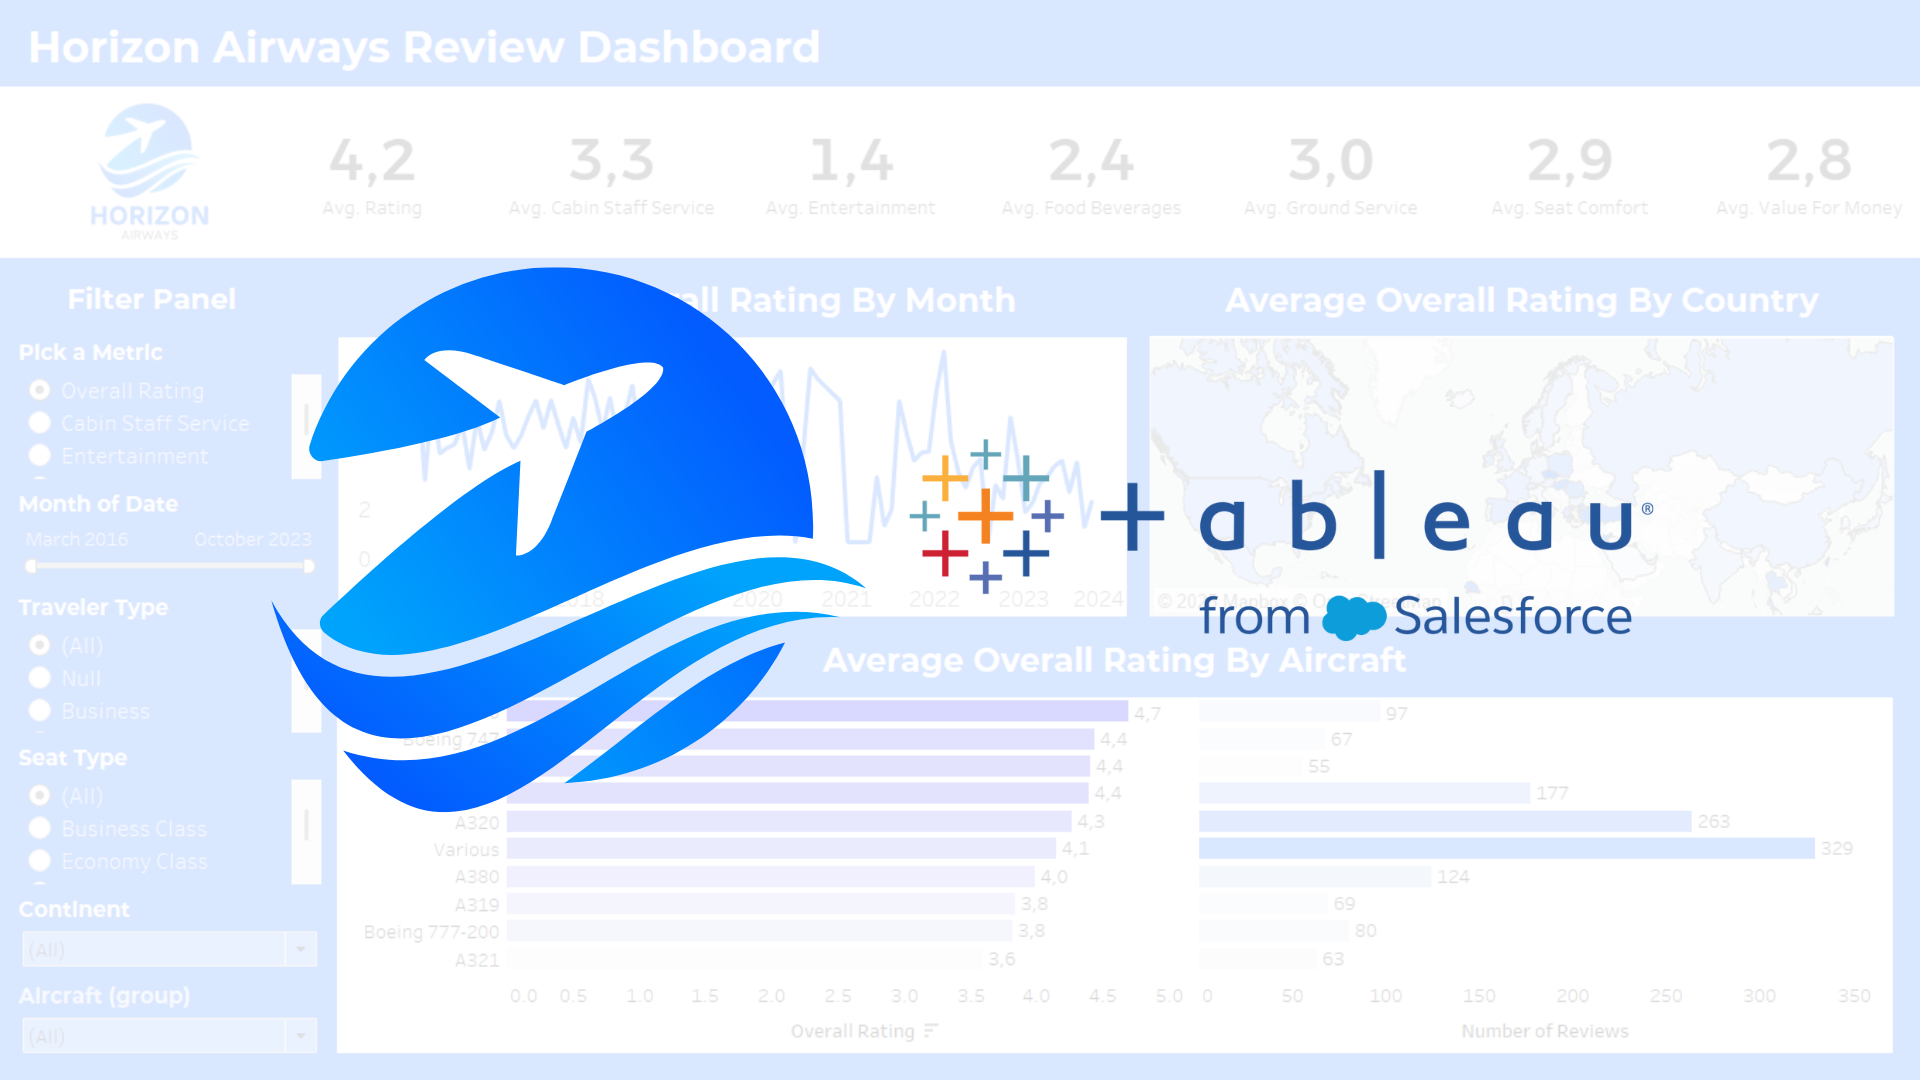 Horizon Airways Review Dashboard
4,2
Avg. Rating
3,3
Avg. Cabin Staff Service
1,4
Avg. Entertainment
2,4
Avg. Food Beverages
3,0
Avg. Ground Service
2,9
Avg. Seat Comfort
2,8
Avg. Value For Money
HORIZON
AIRWAYS
Filter Panel
Pick a Metric
Overall Rating
Cabin Staff Service
Entertainment
Month of Date
March 2016 October 2023
Traveler Type
(All)
Null
Business
Seat Type
(All)
Business Class
Economy Class
Continent
(All)
Aircraft (group)
(All)
Rating By Month
2
0
2020 2021 2022 2023 2024
Average Overall Rating By Country
+ableau®
from Salesforce
Average Overall Rating By Aircraft
4,7 97
Boeing 747 4,4 67
4,4 55
4,4 177
A320 4,3 263
Various 4,1 329
A380 4,0 124
A319 3,8 69
Boeing 777-200 3,8 80
A321 3,6 63
0.0 0.5 1.0 1.5 2.0 2.5 3.0 3.5 4.0 4.5 5.0 0 50 100 150 200 250 300 350
Overall Rating Number of Reviews